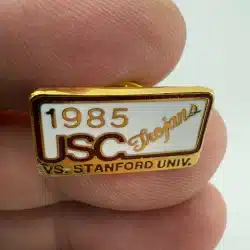 1985
USC Trojans
VS. STANFORD UNIV.